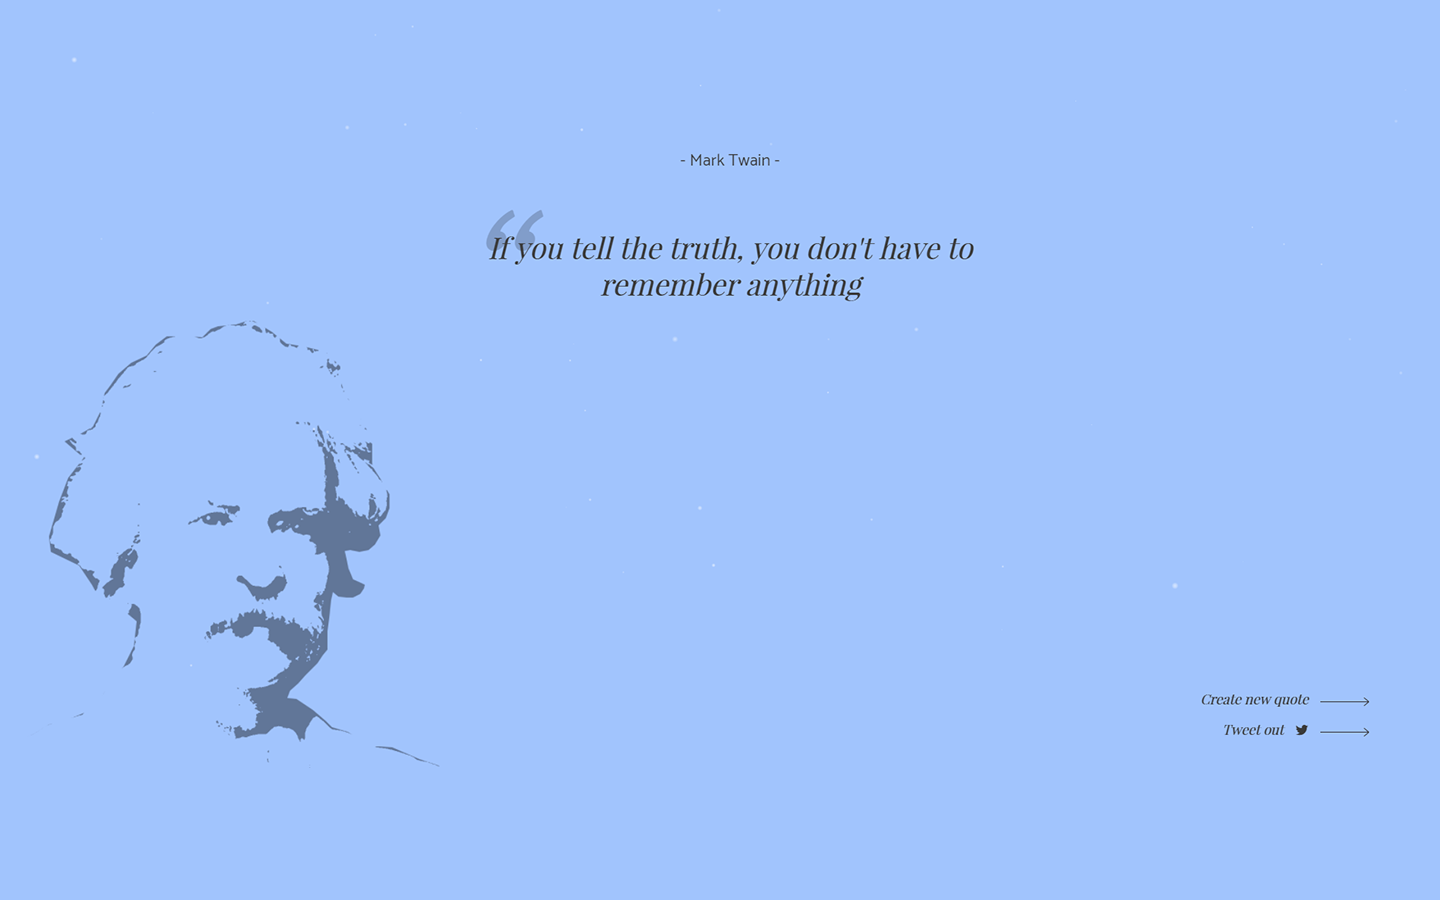 - Mark Twain -
“
If you tell the truth, you don't have to
remember anything
Create new quote
Tweet out